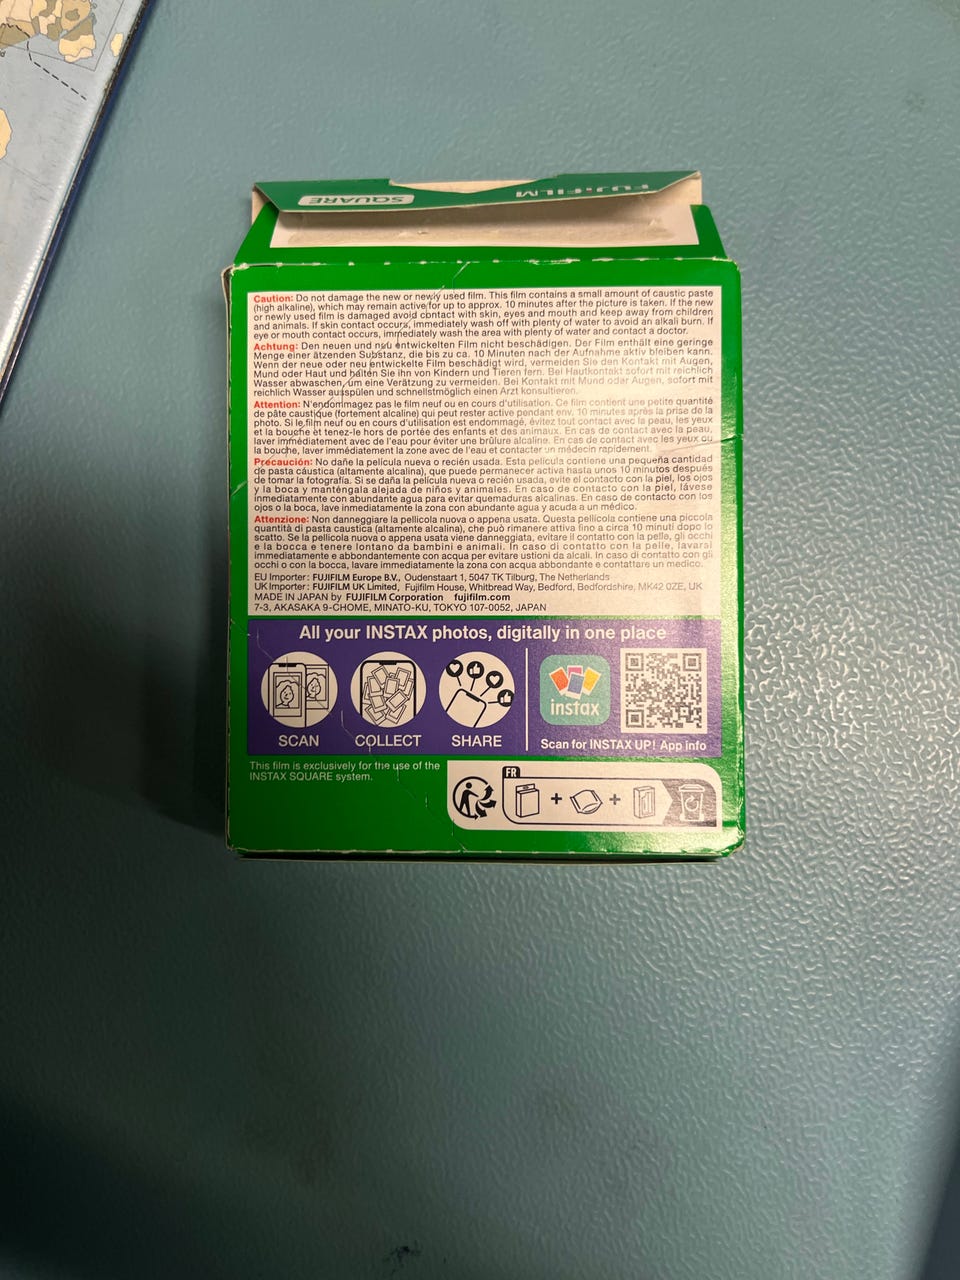 FUJIFILM
SQUARE
Caution: Do not damage the new or newly used film. This film contains a small amount of caustic paste
(high alkaline), which may remain active for up to approx. 10 minutes after the picture is taken. If the new
or newly used film is damaged avoid contact with skin, eyes and mouth and keep away from children
and animals. If skin contact occurs, immediately wash off with plenty of water to avoid an alkali burn. If
eye or mouth contact occurs, immediately wash the area with plenty of water and contact a doctor.
Achtung: Den neuen und neu entwickelten Film nicht beschädigen. Der Film enthält eine geringe
Menge einer ätzenden Substanz, die bis zu ca. 10 Minuten nach der Aufnahme aktiv bleiben kann.
Wenn der neue oder neu entwickelte Film beschädigt wird, vermeiden Sie den Kontakt mit Augen,
Mund oder Haut und halten Sie ihn von Kindern und Tieren fern. Bei Hautkontakt sofort mit reichlich
Wasser abwaschen, um eine Verätzung zu vermeiden. Bei Kontakt mit Mund oder Augen, sofort mit
reichlich Wasser ausspülen und schnellstmöglich einen Arzt konsultieren.
Attention: N'endommagez pas le film neuf ou en cours d'utilisation. Ce film contient une petite quantité
de pâte caustique (fortement alcaline) qui peut rester active pendant env. 10 minutes après la prise de la
photo. Si le film neuf ou en cours d'utilisation est endommagé, évitez tout contact avec la peau, les yeux
et la bouche et tenez-le hors de portée des enfants et des animaux. En cas de contact avec la peau,
laver immédiatement avec de l'eau pour éviter une brûlure alcaline. En cas de contact avec les yeux ou
la bouche, laver immédiatement la zone avec de l'eau et contacter un médecin rapidement.
Precaución: No dañe la película nueva o recién usada. Esta película contiene una pequeña cantidad
de pasta cáustica (altamente alcalina), que puede permanecer activa hasta unos 10 minutos después
de tomar la fotografía. Si se daña la película nueva o recién usada, evite el contacto con la piel, los ojos
y la boca y manténgala alejada de niños y animales. En caso de contacto con la piel, lávese
inmediatamente con abundante agua para evitar quemaduras alcalinas. En caso de contacto con los
ojos o la boca, lave inmediatamente la zona con abundante agua y acuda a un médico.
Attenzione: Non danneggiare la pellicola nuova o appena usata. Questa pellicola contiene una piccola
quantità di pasta caustica (altamente alcalina), che può rimanere attiva fino a circa 10 minuti dopo lo
scatto. Se la pellicola nuova o appena usata viene danneggiata, evitare il contatto con la pelle, gli occhi
e la bocca e tenere lontano da bambini e animali. In caso di contatto con la pelle, lavarsi
immediatamente e abbondantemente con acqua per evitare ustioni da alcali. In caso di contatto con gli
occhi o con la bocca, lavare immediatamente la zona con acqua abbondante e contattare un medico.
EU Importer: FUJIFILM Europe B.V., Oudenstaart 1, 5047 TK Tilburg, The Netherlands
UK Importer: FUJIFILM UK Limited, Fujifilm House, Whitbread Way, Bedford, Bedfordshire, MK42 0ZE, UK
MADE IN JAPAN by FUJIFILM Corporation fujifilm.com
7-3, AKASAKA 9-CHOME, MINATO-KU, TOKYO 107-0052, JAPAN
All your INSTAX photos, digitally in one place
SCAN
COLLECT
SHARE
instax
Scan for INSTAX UP! App info
This film is exclusively for the use of the
INSTAX SQUARE system.
FR